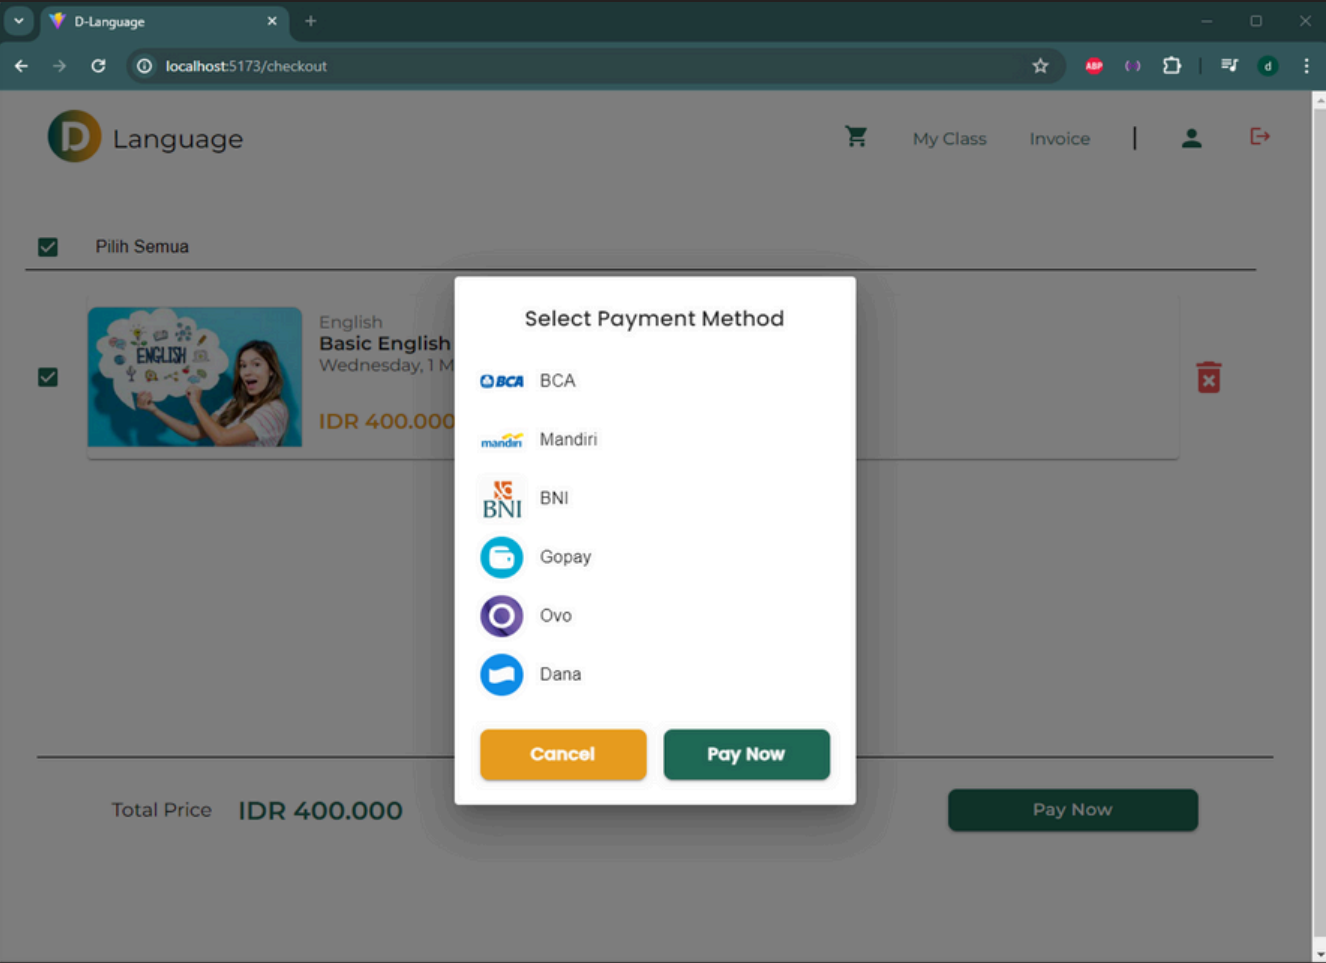 D-Language
localhost:5173/checkout
ABP
d
D Language
My Class
Invoice
Pilih Semua
ENGLISH
English
Basic English
Wednesday, 1 M
IDR 400.000
Select Payment Method
BCA BCA
mandiri Mandiri
BNI BNI
Gopay
Ovo
Dana
Cancel
Pay Now
Total Price IDR 400.000
Pay Now